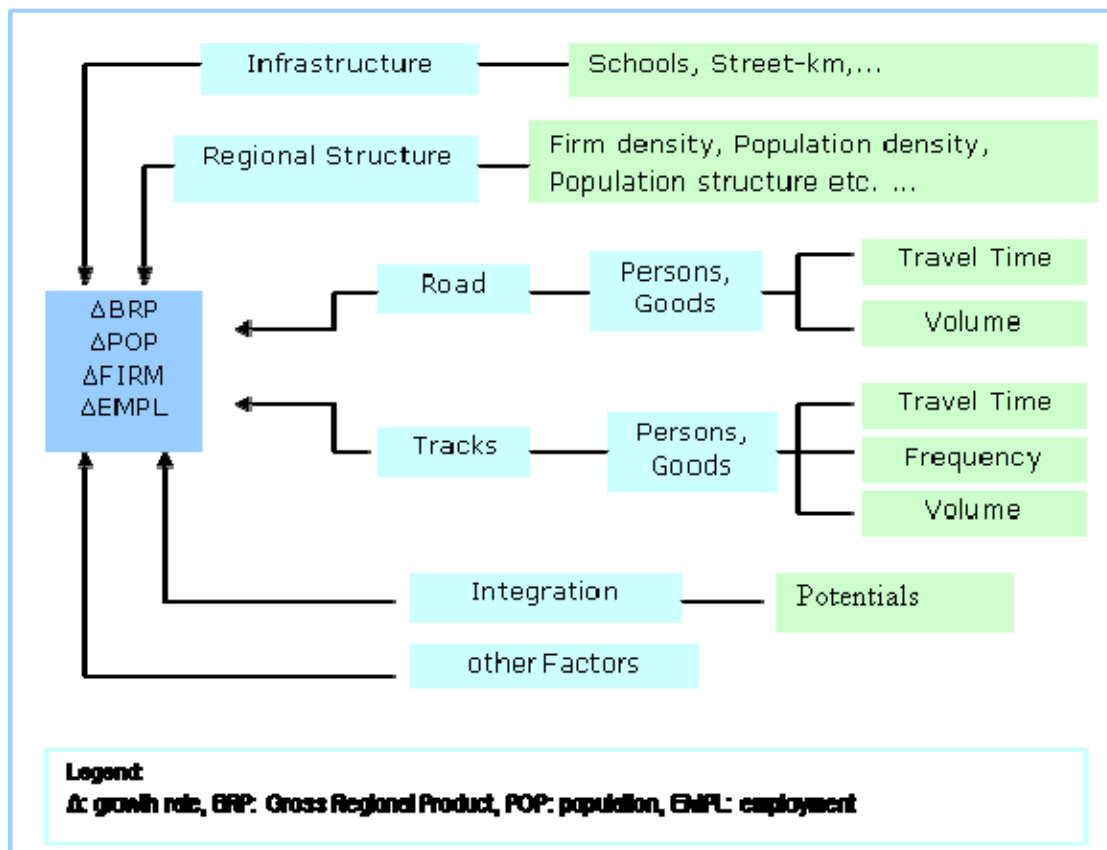 Infrastructure
Schools, Street-km,...
Regional Structure
Firm density, Population density,
Population structure etc. ...
ΔBRP
ΔPOP
ΔFIRM
ΔEMPL
Road
Persons,
Goods
Travel Time
Volume
Tracks
Persons,
Goods
Travel Time
Frequency
Volume
Integration
Potentials
other Factors
Legend:
Δ: growth rate, BRP: Gross Regional Product, POP: population, EMPL: employment